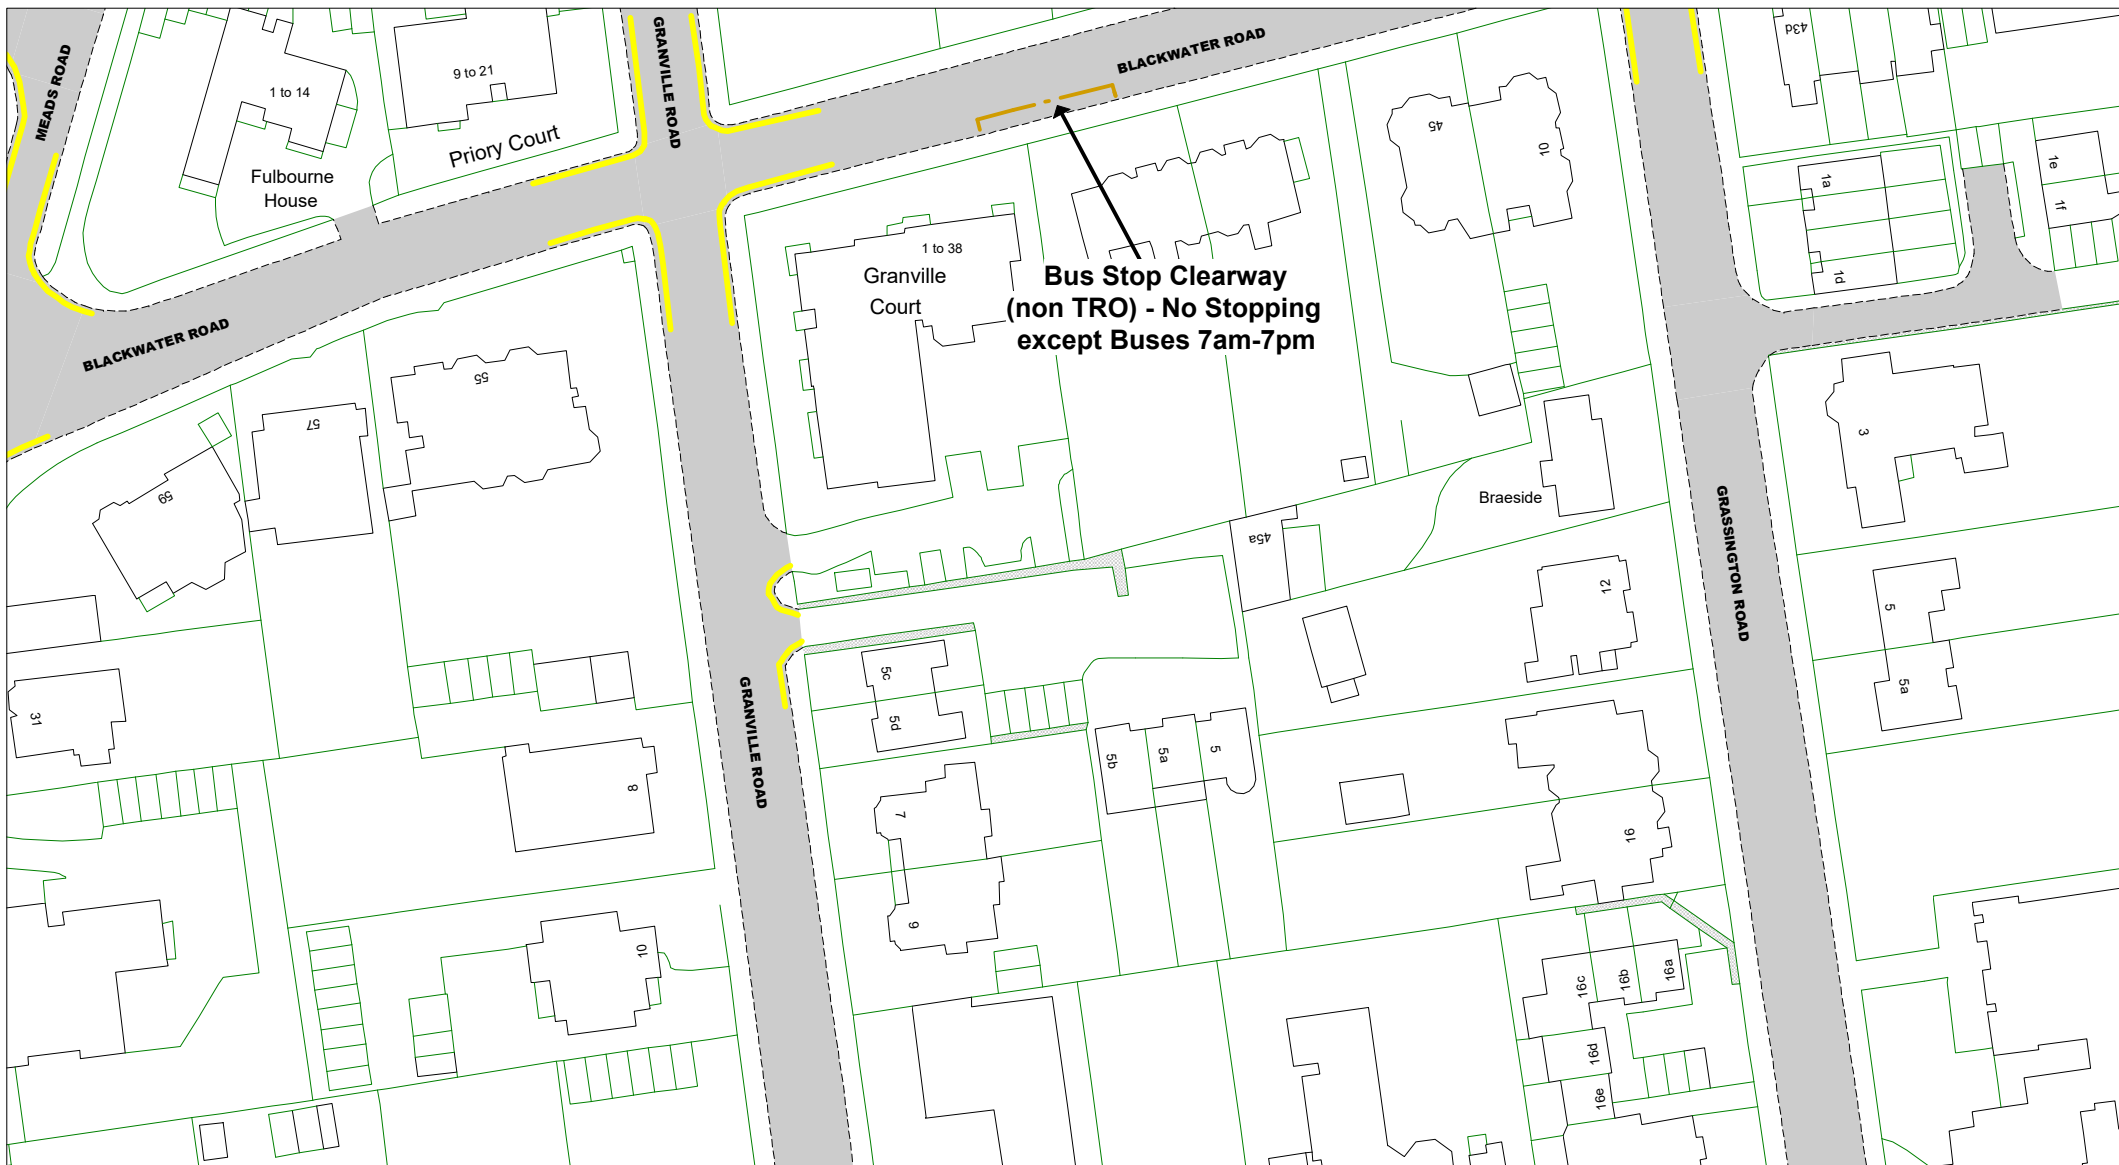 MEADS ROAD
1 to 14
Fulbourne
House
9 to 21
Priory Court
GRANVILLE ROAD
BLACKWATER ROAD
43d
45
10
1a
1d
1e
1f
1 to 38
Granville
Court
Bus Stop Clearway
(non TRO) - No Stopping
except Buses 7am-7pm
BLACKWATER ROAD
55
57
59
3
Braeside
45a
GRASSINGTON ROAD
12
5
5a
31
5c
5d
GRANVILLE ROAD
5b
5a
5
8
7
9
16
10
16c
16b
16a
16d
16e